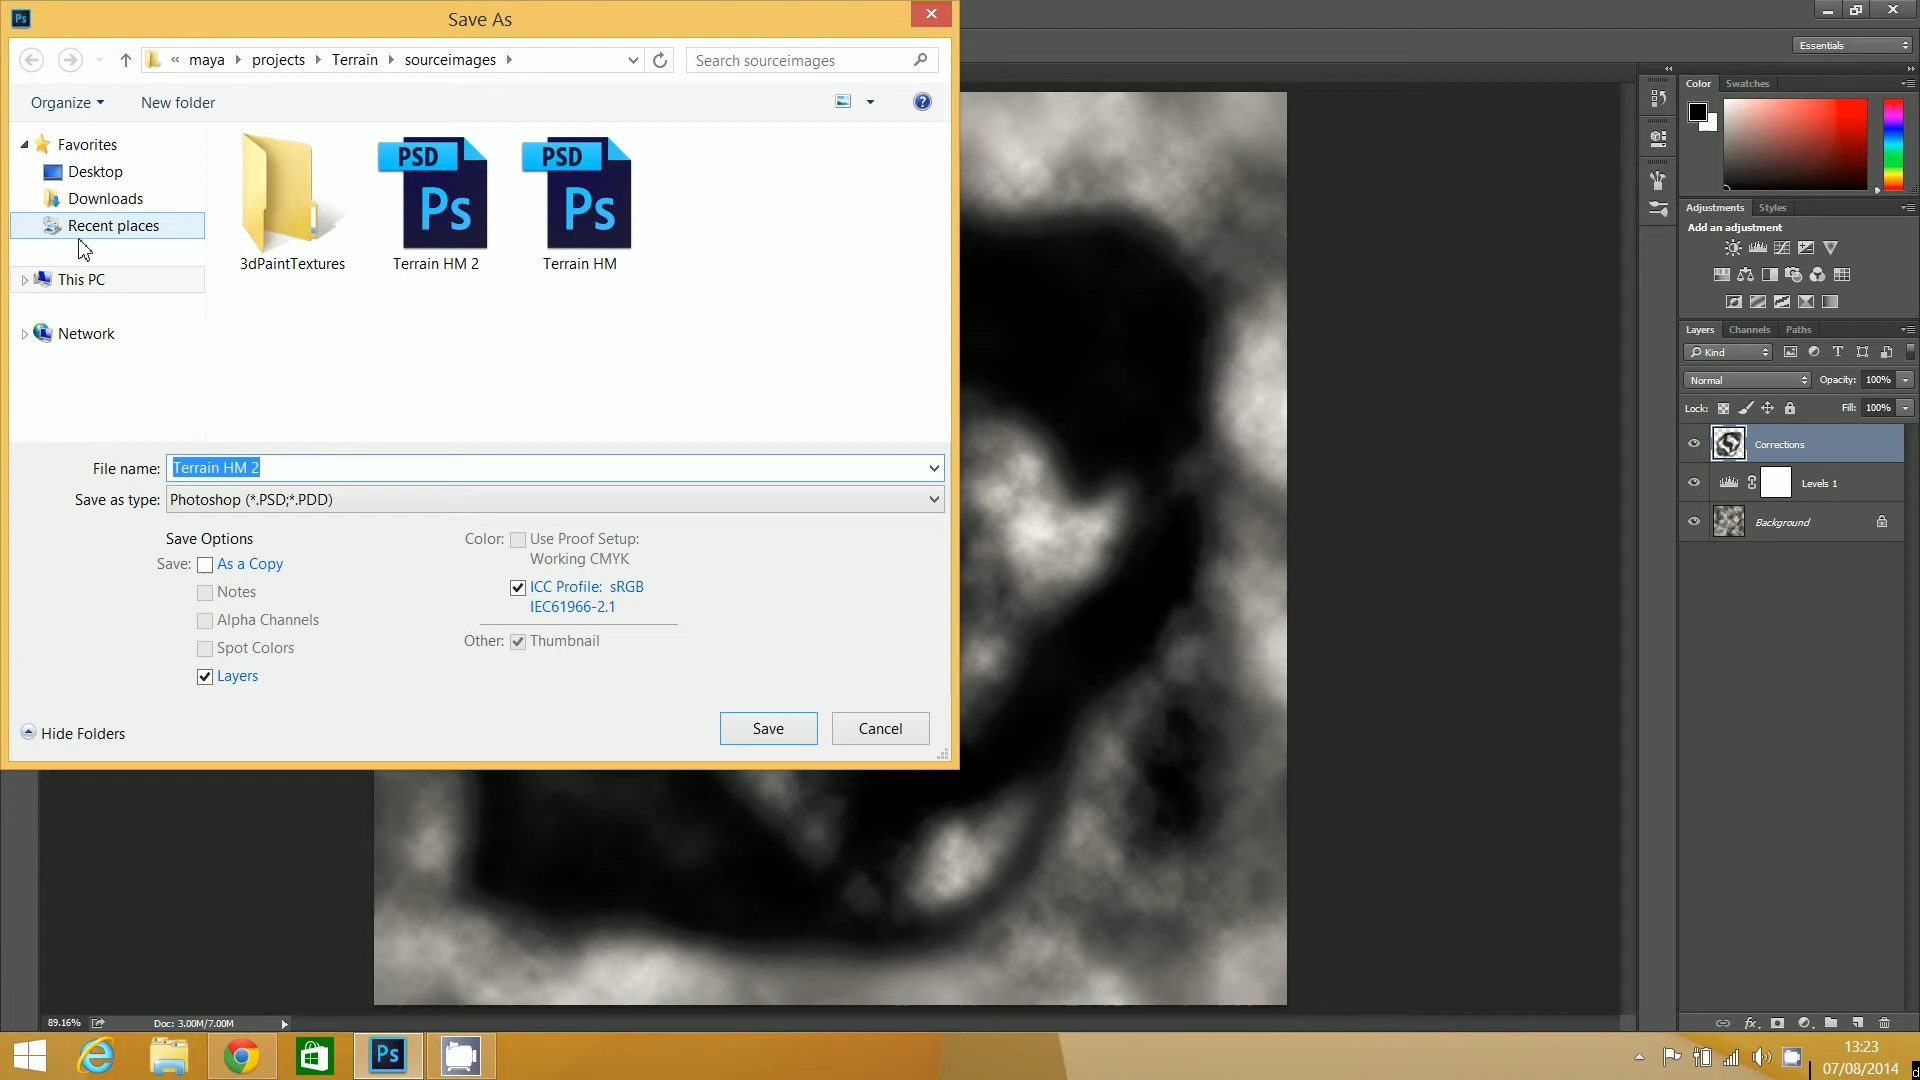 Ps
Save As
« maya projects Terrain sourceimages
Search sourceimages
Organize
New folder
Favorites
Desktop
Downloads
Recent places
This PC
Network
PSD
Ps
PSD
Ps
3dPaintTextures
Terrain HM 2
Terrain HM
File name: Terrain HM 2
Save as type: Photoshop (*.PSD;*.PDD)
Save Options
Save: As a Copy
Notes
Alpha Channels
Spot Colors
Layers
Color: Use Proof Setup:
Working CMYK
ICC Profile: sRGB
IEC61966-2.1
Other: Thumbnail
Hide Folders
Save
Cancel
Essentials
Color Swatches
Adjustments Styles
Add an adjustment
Layers Channels Paths
Kind
Normal Opacity: 100%
Lock: Fill: 100%
Corrections
Levels 1
Background
89.16% Doc: 3.00M/7.00M
fx
Ps
13:23
07/08/2014